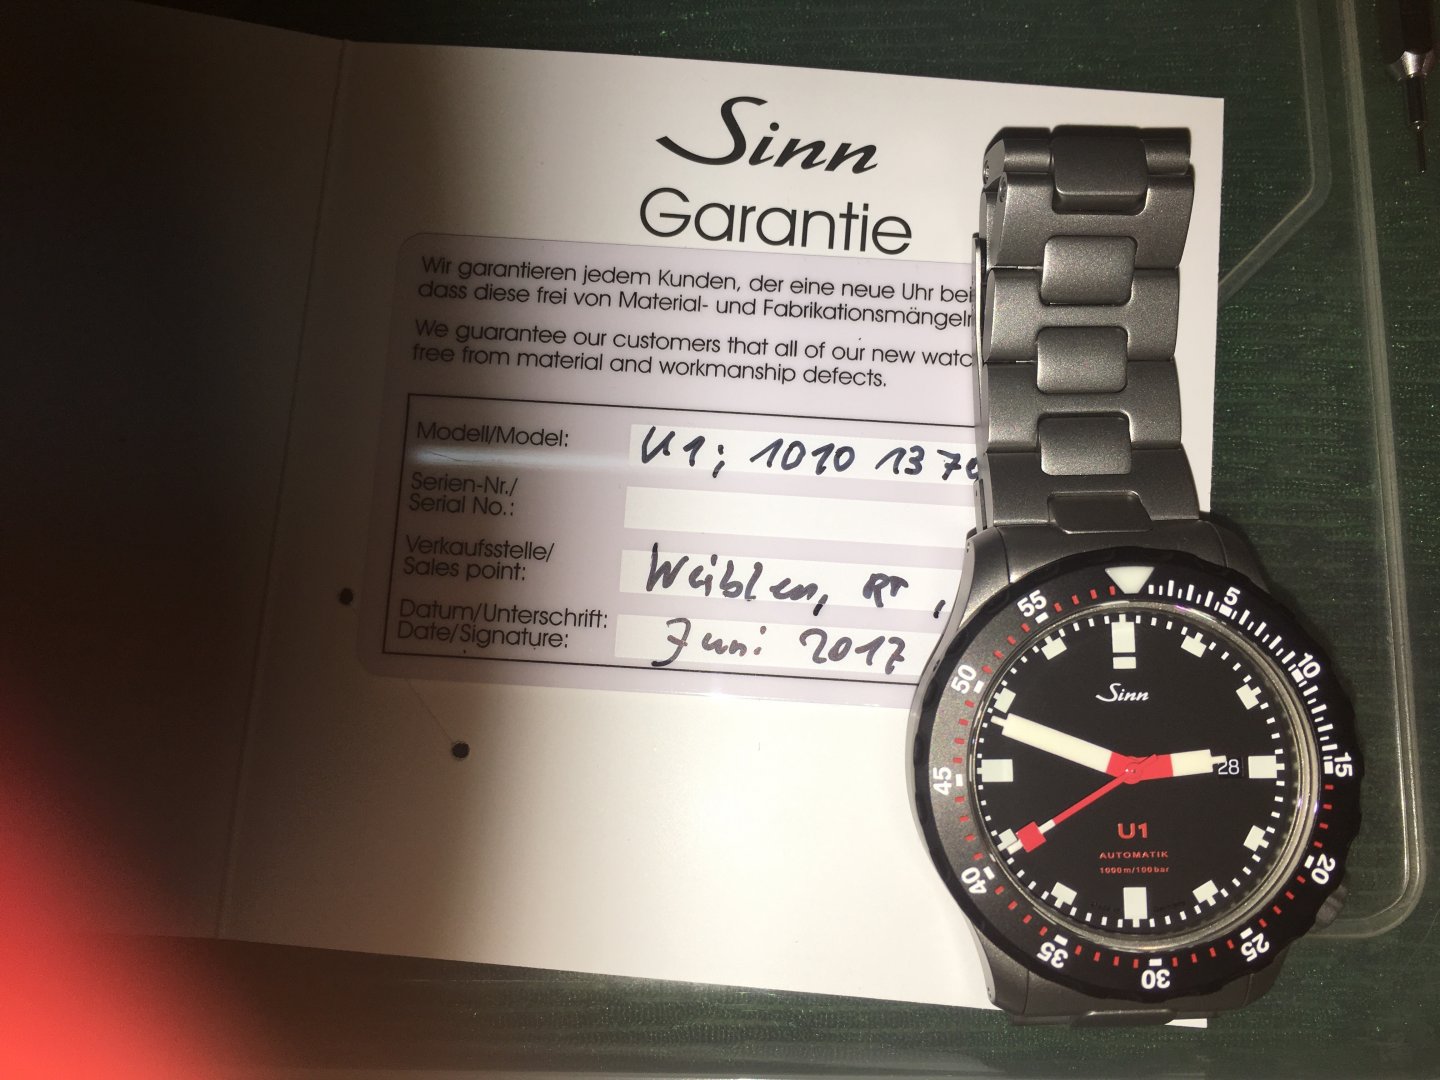 Sinn
Garantie
Wir garantieren jedem Kunden, der eine neue Uhr bei
dass diese frei von Material- und Fabrikationsmängeln
We guarantee our customers that all of our new watc
free from material and workmanship defects.
Modell/Model: U1; 1010 1370
Serien-Nr./
Serial No.:
Verkaufsstelle/
Sales point: Weiblen, RT,
Datum/Unterschrift:
Date/Signature: Juni 2017
5
10
15
20
25
30
35
40
45
50
55
Sinn
28
U1
AUTOMATIK
1000m/100bar